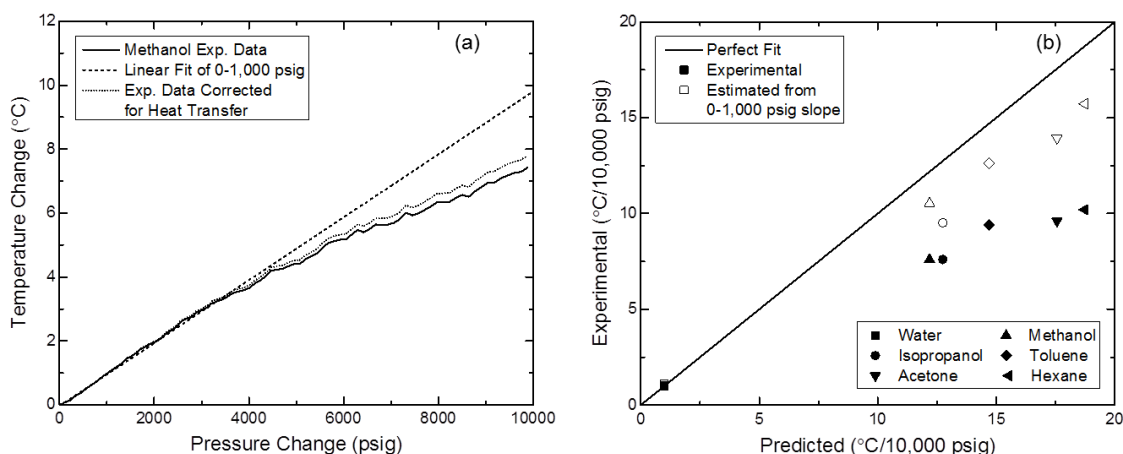 (a)
Methanol Exp. Data
Linear Fit of 0-1,000 psig
Exp. Data Corrected
for Heat Transfer
Temperature Change (°C)
12
10
8
6
4
2
0
0 2000 4000 6000 8000 10000
Pressure Change (psig)
(b)
Perfect Fit
Experimental
Estimated from
0-1,000 psig slope
Experimental (°C/10,000 psig)
20
15
10
5
0
Water Methanol
Isopropanol Toluene
Acetone Hexane
0 5 10 15 20
Predicted (°C/10,000 psig)